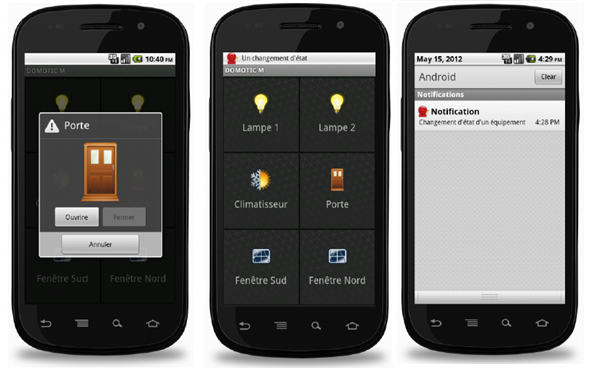 10:40 PM
DOMOTIC M
Porte
Ouvrire
Fermer
Annuler
Fenêtre Sud
Fenêtre Nord
Un changement d'état
DOMOTIC M
Lampe 1
Lampe 2
Climatisseur
Porte
Fenêtre Sud
Fenêtre Nord
May 15, 2012
4:29 PM
Android
Clear
Notifications
Notification
Changement d'état d'un équipement
4:28 PM